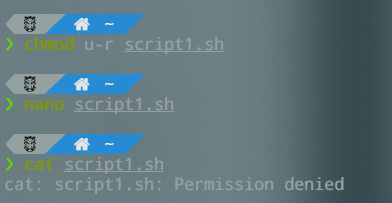 ~
❯ chmod u-r script1.sh
~
❯ nano script1.sh
~
❯ cat script1.sh
cat: script1.sh: Permission denied